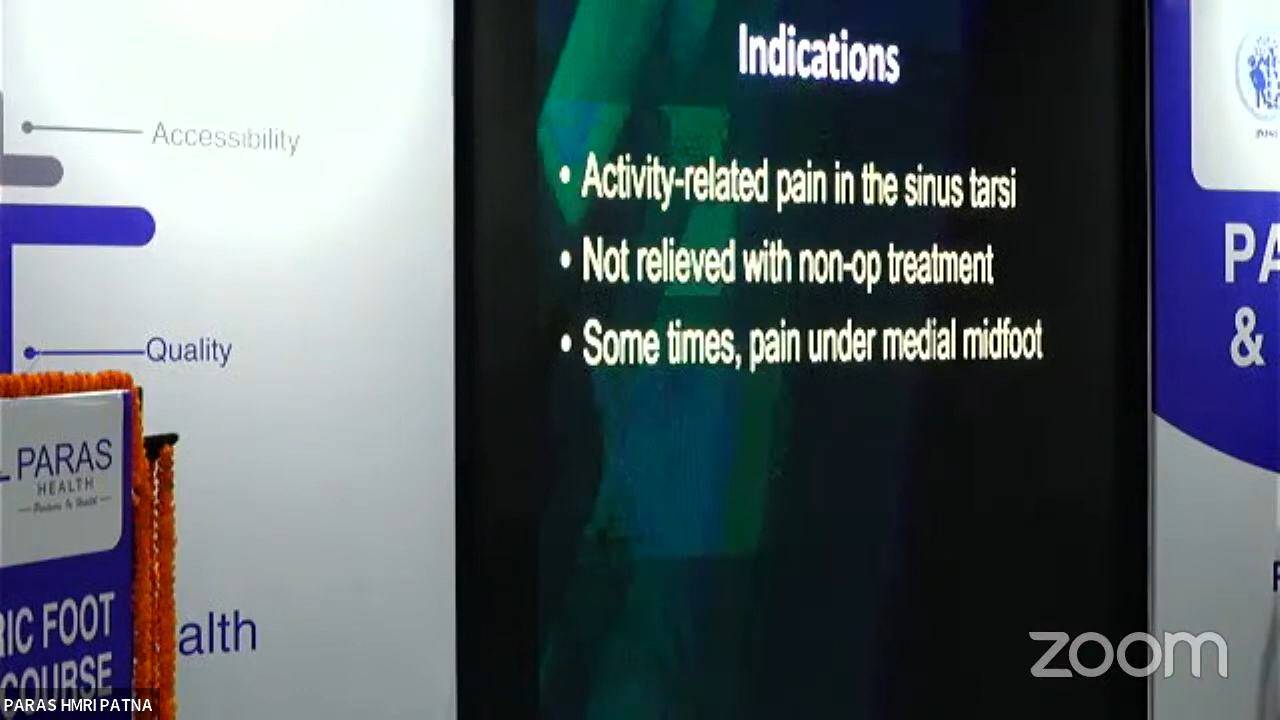 Indications
• Activity-related pain in the sinus tarsi
• Not relieved with non-op treatment
• Some times, pain under medial midfoot
Accessibility
Quality
PARAS
HEALTH
RIC FOOT
COURSE
alth
PA
&
zoom
PARAS HMRI PATNA